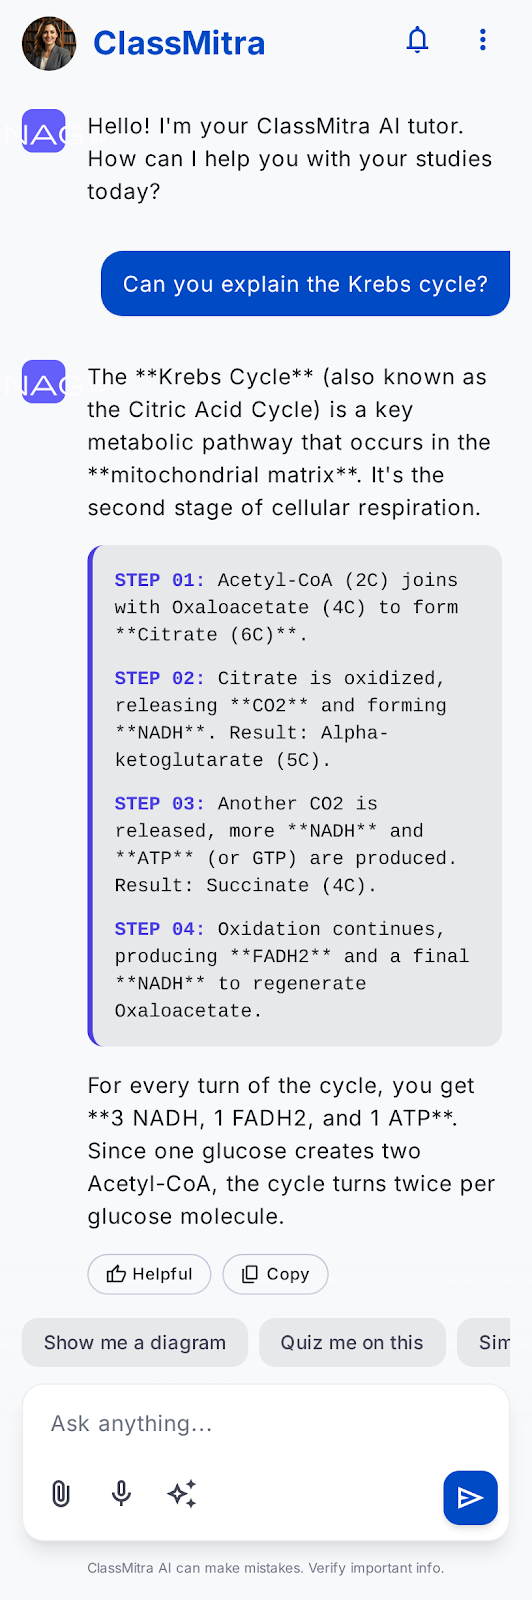 ClassMitra
NAG
Hello! I'm your ClassMitra AI tutor.
How can I help you with your studies
today?
Can you explain the Krebs cycle?
NAG
The **Krebs Cycle** (also known as
the Citric Acid Cycle) is a key
metabolic pathway that occurs in the
**mitochondrial matrix**. It's the
second stage of cellular respiration.
STEP 01: Acetyl-CoA (2C) joins
with Oxaloacetate (4C) to form
**Citrate (6C)**.
STEP 02: Citrate is oxidized,
releasing **CO2** and forming
**NADH**. Result: Alpha-
ketoglutarate (5C).
STEP 03: Another CO2 is
released, more **NADH** and
**ATP** (or GTP) are produced.
Result: Succinate (4C).
STEP 04: Oxidation continues,
producing **FADH2** and a final
**NADH** to regenerate
Oxaloacetate.
For every turn of the cycle, you get
**3 NADH, 1 FADH2, and 1 ATP**.
Since one glucose creates two
Acetyl-CoA, the cycle turns twice per
glucose molecule.
Helpful
Copy
Show me a diagram
Quiz me on this
Sim
Ask anything...
ClassMitra AI can make mistakes. Verify important info.